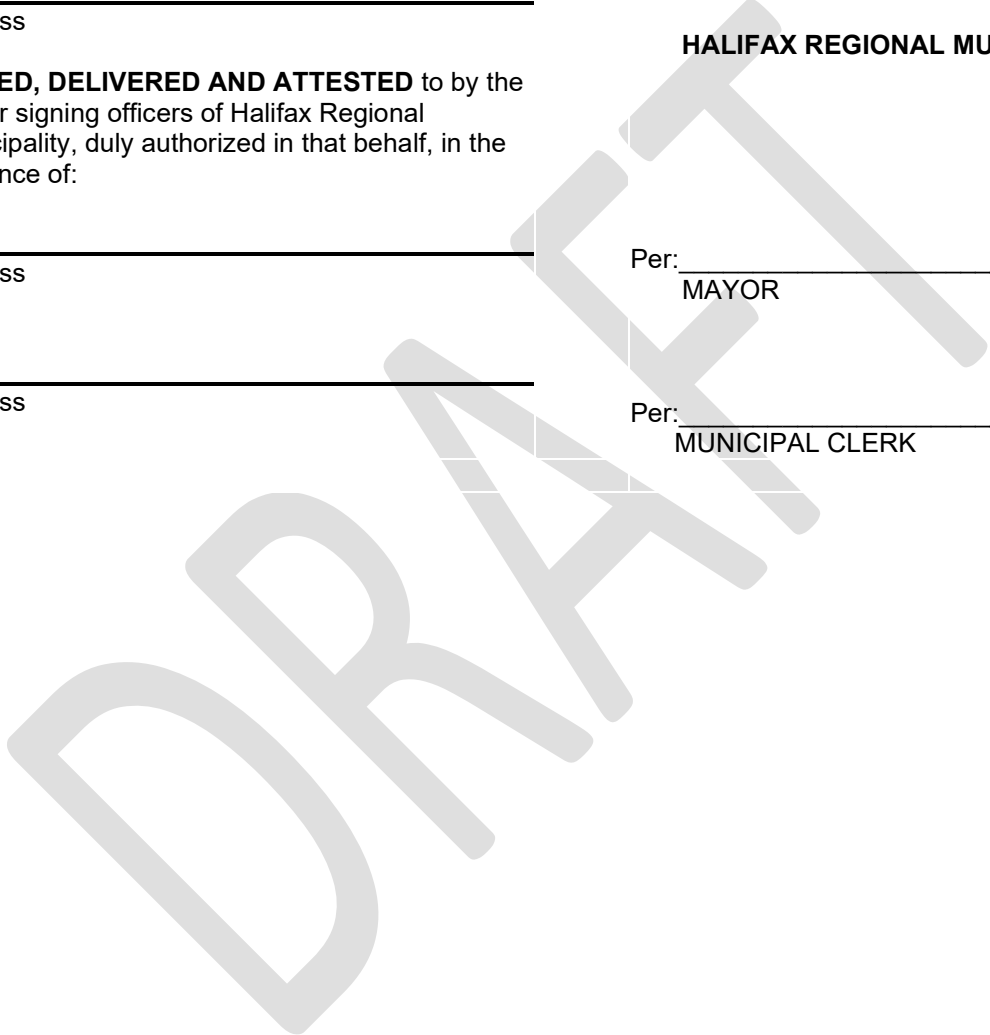 ss
HALIFAX REGIONAL MU
ED, DELIVERED AND ATTESTED to by the
r signing officers of Halifax Regional
cipality, duly authorized in that behalf, in the
nce of:
ss
Per:
MAYOR
ss
Per:
MUNICIPAL CLERK
DRAFT